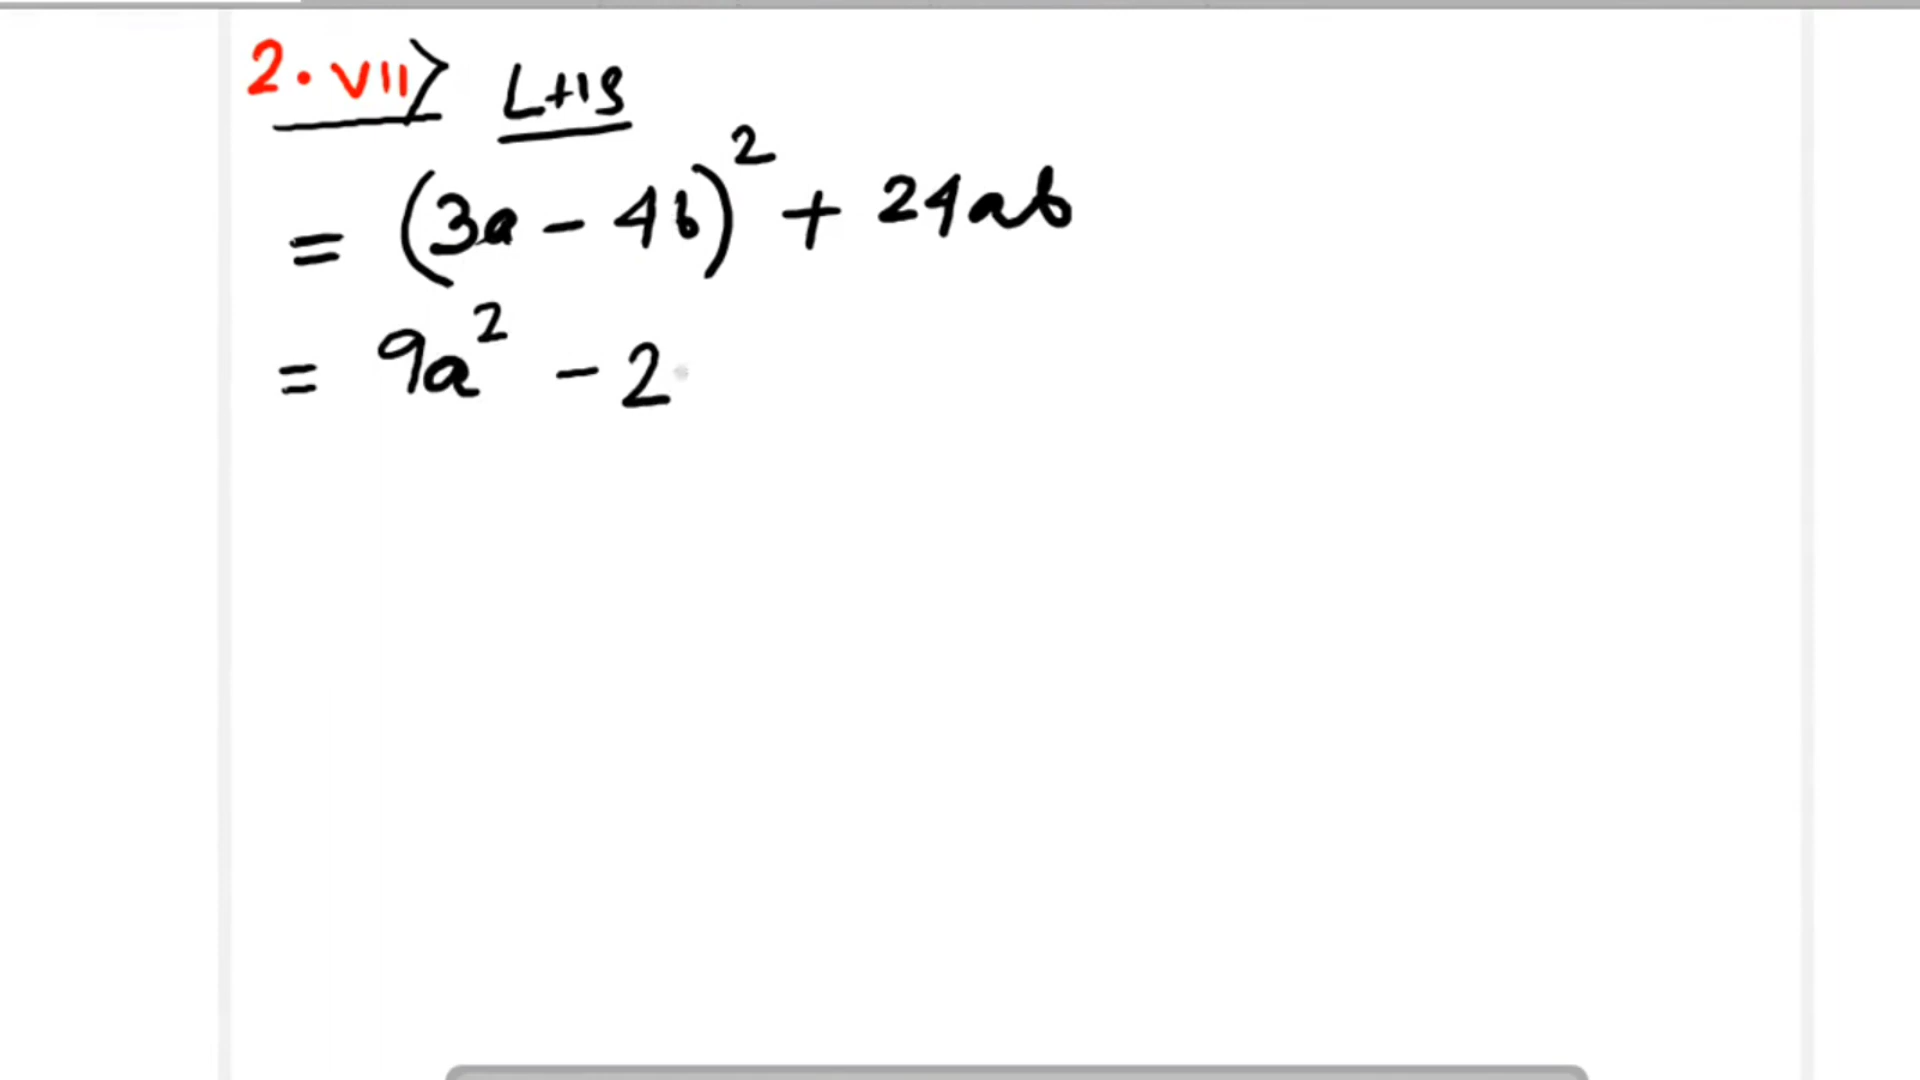 2. VII> LHS
= (3a - 4b)² + 24ab
= 9a² - 2